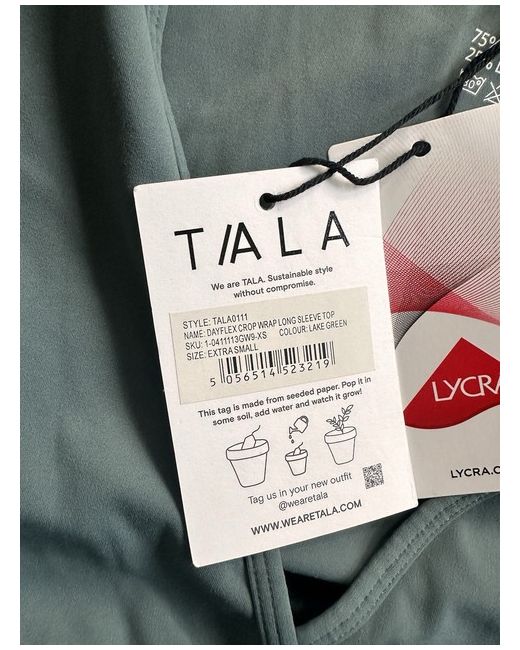 75%
25%
30°
TALA
We are TALA. Sustainable style
without compromise.
STYLE: TALA0111
NAME: DAYFLEX CROP WRAP LONG SLEEVE TOP
SKU: 1-0411113GW9-XS COLOUR: LAKE GREEN
SIZE: EXTRA SMALL
5 056514 523219
This tag is made from seeded paper. Pop it in
some soil, add water and watch it grow!
Tag us in your new outfit
@wearetala
WWW.WEARETALA.COM
LYCRA
LYCRA.C